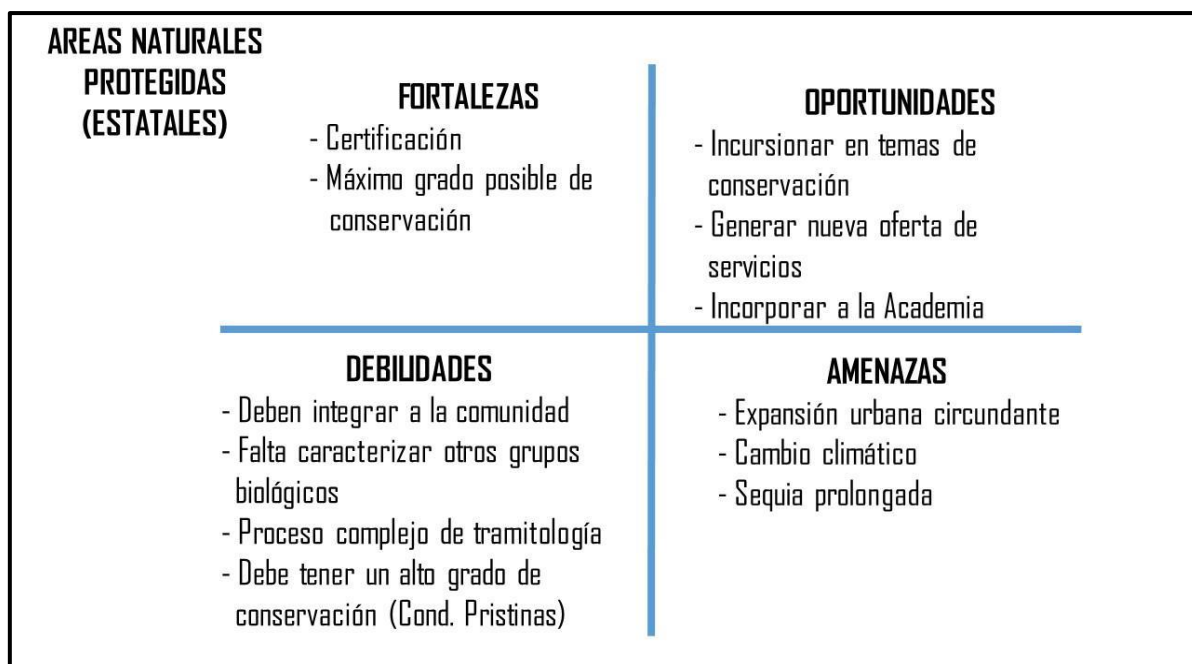 AREAS NATURALES
PROTEGIDAS
(ESTATALES)
FORTALEZAS
- Certificación
- Máximo grado posible de
conservación
OPORTUNIDADES
- Incursionar en temas de
conservación
- Generar nueva oferta de
servicios
- Incorporar a la Academia
DEBILIDADES
- Deben integrar a la comunidad
- Falta caracterizar otros grupos
biológicos
- Proceso complejo de tramitología
- Debe tener un alto grado de
conservación (Cond. Pristinas)
AMENAZAS
- Expansión urbana circundante
- Cambio climático
- Sequia prolongada